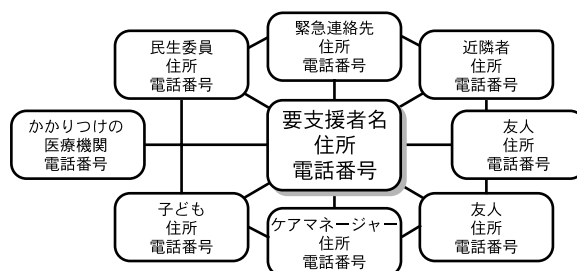 緊急連絡先
住所
電話番号
民生委員
住所
電話番号
近隣者
住所
電話番号
かかりつけの
医療機関
電話番号
要支援者名
住所
電話番号
友人
住所
電話番号
子ども
住所
電話番号
ケアマネージャー
住所
電話番号
友人
住所
電話番号